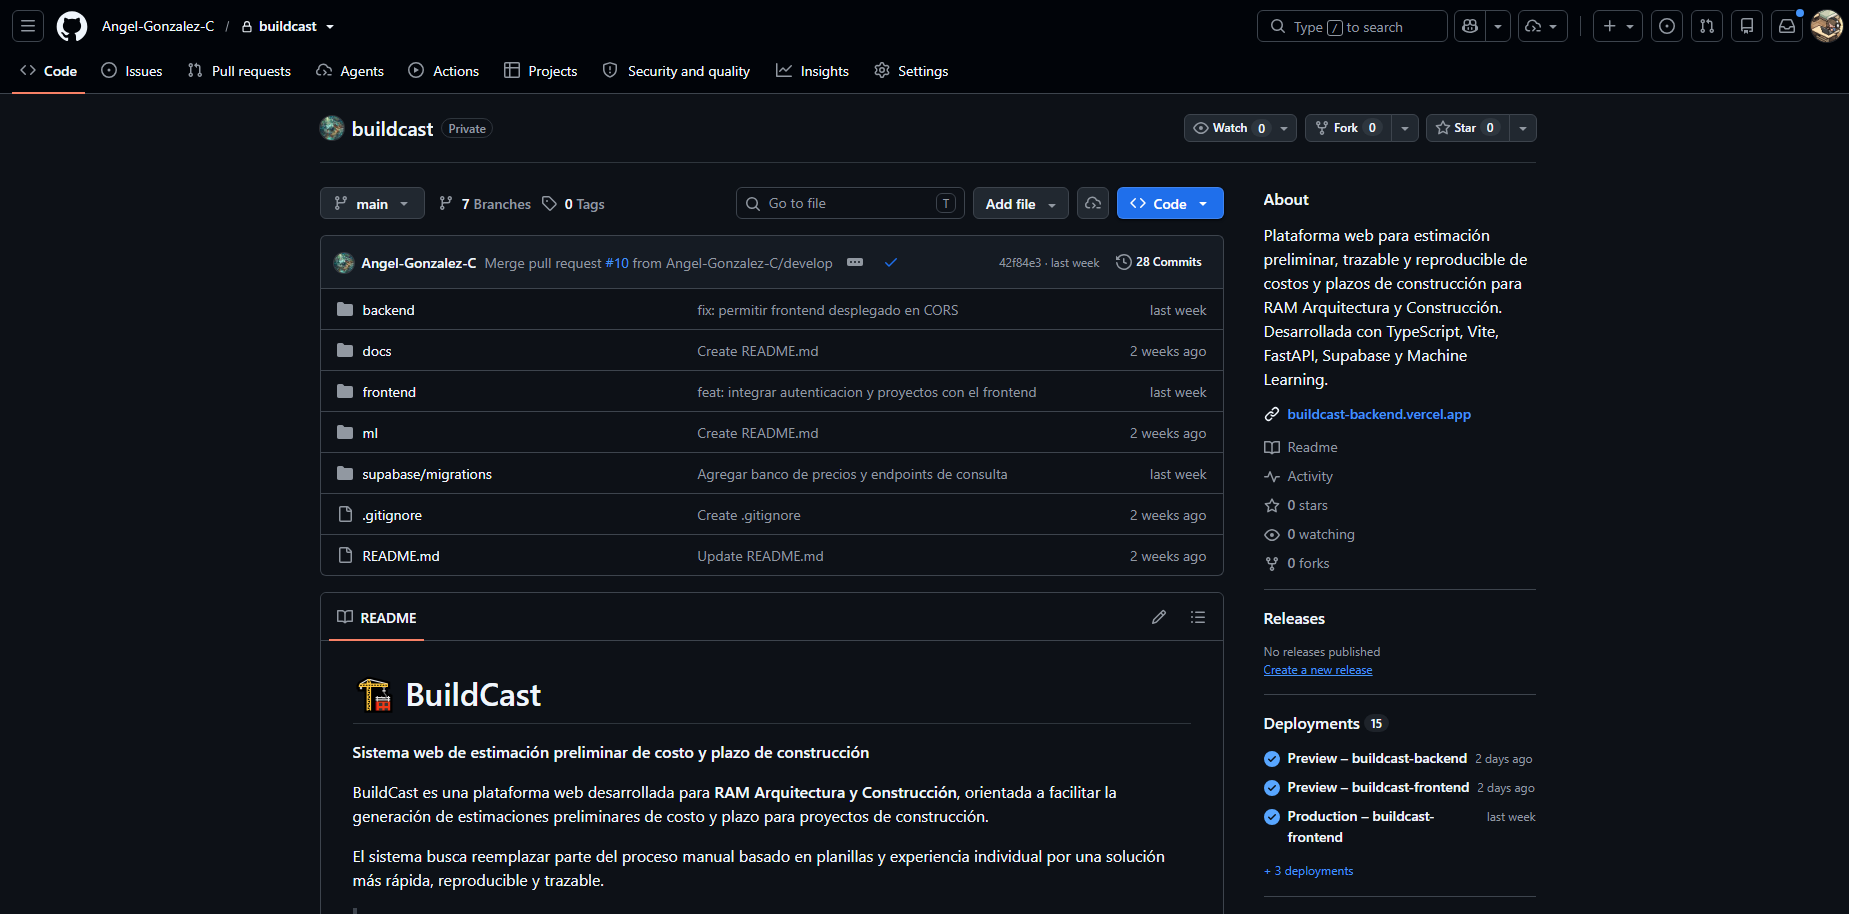 Angel-Gonzalez-C / buildcast
Type / to search
Code Issues Pull requests Agents Actions Projects Security and quality Insights Settings
buildcast Private
Watch 0 Fork 0 Star 0
main 7 Branches 0 Tags Go to file T Add file Code
Angel-Gonzalez-C Merge pull request #10 from Angel-Gonzalez-C/develop 42f84e3 · last week 28 Commits
backend fix: permitir frontend desplegado en CORS last week
docs Create README.md 2 weeks ago
frontend feat: integrar autenticacion y proyectos con el frontend last week
ml Create README.md 2 weeks ago
supabase/migrations Agregar banco de precios y endpoints de consulta last week
.gitignore Create .gitignore 2 weeks ago
README.md Update README.md 2 weeks ago
README
BuildCast
Sistema web de estimación preliminar de costo y plazo de construcción
BuildCast es una plataforma web desarrollada para RAM Arquitectura y Construcción, orientada a facilitar la
generación de estimaciones preliminares de costo y plazo para proyectos de construcción.
El sistema busca reemplazar parte del proceso manual basado en planillas y experiencia individual por una solución
más rápida, reproducible y trazable.
About
Plataforma web para estimación
preliminar, trazable y reproducible de
costos y plazos de construcción para
RAM Arquitectura y Construcción.
Desarrollada con TypeScript, Vite,
FastAPI, Supabase y Machine
Learning.
buildcast-backend.vercel.app
Readme
Activity
0 stars
0 watching
0 forks
Releases
No releases published
Create a new release
Deployments 15
Preview – buildcast-backend 2 days ago
Preview – buildcast-frontend 2 days ago
Production – buildcast- last week
frontend
+ 3 deployments